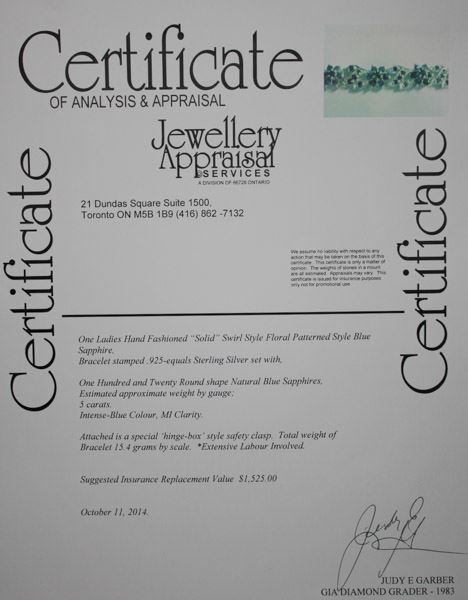 Certificate
OF ANALYSIS & APPRAISAL
Jewellery
Appraisal
SERVICES
A DIVISION OF 66728 ONTARIO
21 Dundas Square Suite 1500,
Toronto ON M5B 1B9 (416) 862 -7132
Certificate
Certificate
We assume no liability with respect to any
action that may be taken on the basis of this
certificate. This certificate is only a matter of
opinion. The weights of stones in a mount
are all estimated. Appraisals may vary. This
certificate is issued for insurance purposes
only not for promotional use.
One Ladies Hand Fashioned "Solid" Swirl Style Floral Patterned Style Blue
Sapphire,
Bracelet stamped .925-equals Sterling Silver set with,
One Hundred and Twenty Round shape Natural Blue Sapphires,
Estimated approximate weight by gauge;
5 carats.
Intense-Blue Colour, MI Clarity.
Attached is a special 'hinge-box' style safety clasp. Total weight of
Bracelet 15.4 grams by scale. *Extensive Labour Involved.
Suggested Insurance Replacement Value $1,525.00
October 11, 2014.
JUDY E GARBER
GIA DIAMOND GRADER - 1983